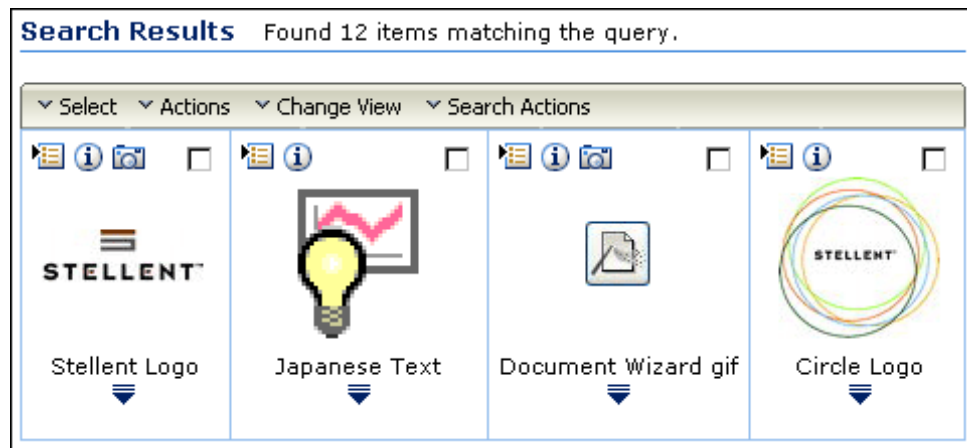 Search Results Found 12 items matching the query.
Select Actions Change View Search Actions
STELLENT
STELLENT
Stellent Logo Japanese Text Document Wizard gif Circle Logo